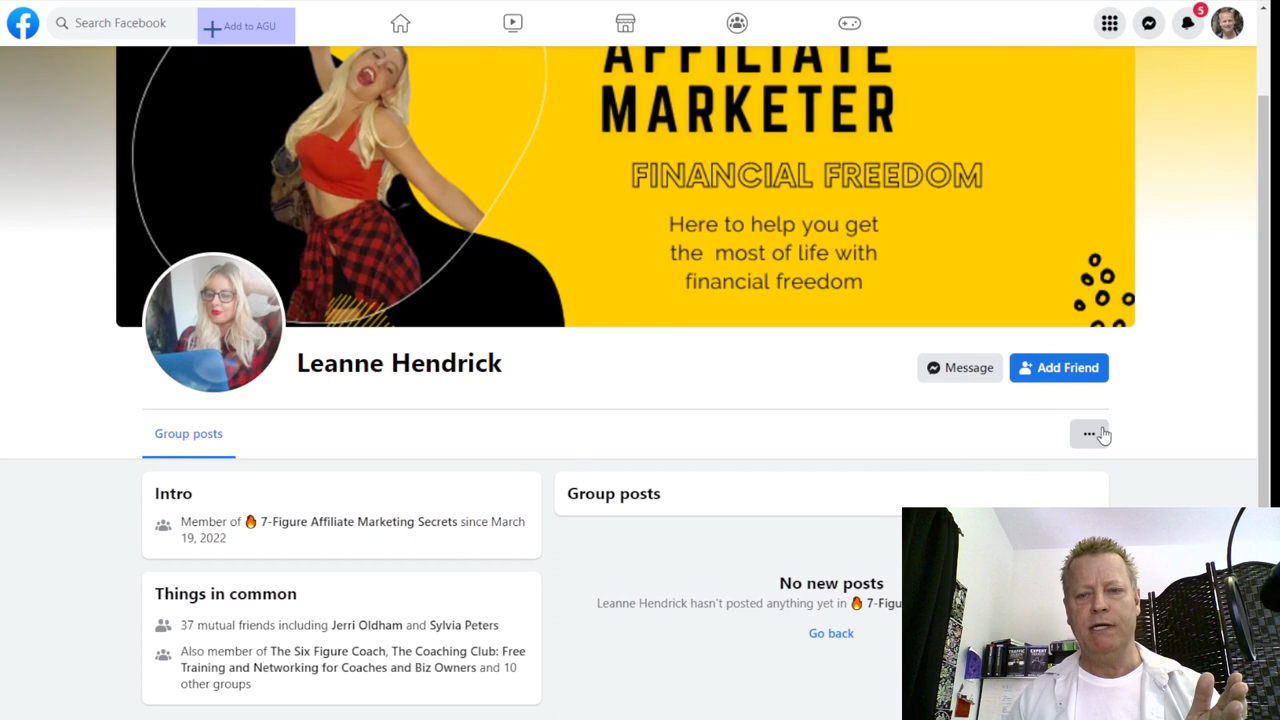 Search Facebook
Add to AGU
5
AFFILIATE
MARKETER
FINANCIAL FREEDOM
Here to help you get
the most of life with
financial freedom
Leanne Hendrick
Message
Add Friend
Group posts
Intro
Member of 🔥 7-Figure Affiliate Marketing Secrets since March
19, 2022
Group posts
No new posts
Leanne Hendrick hasn't posted anything yet in 🔥 7-Figu
Go back
Things in common
37 mutual friends including Jerri Oldham and Sylvia Peters
Also member of The Six Figure Coach, The Coaching Club: Free
Training and Networking for Coaches and Biz Owners and 10
other groups
TRAFFIC
EXPERT